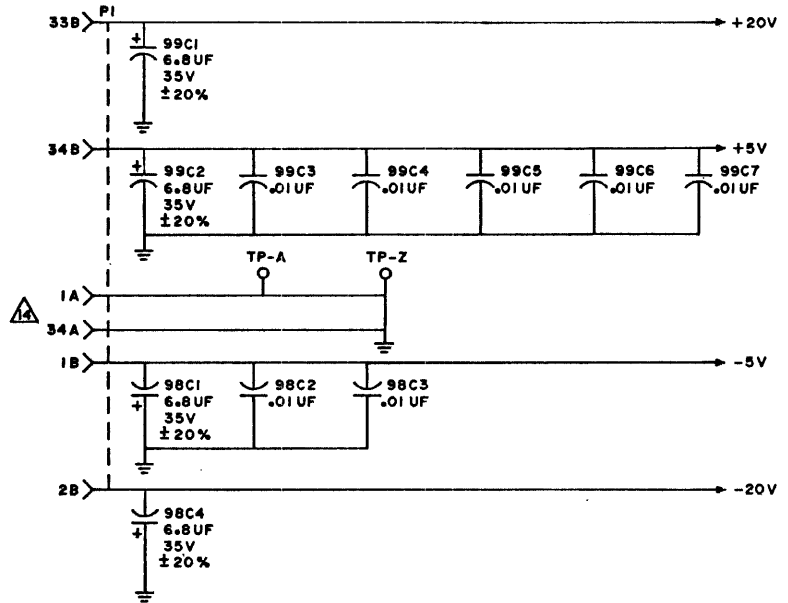 P1
33B
+20V
+
99C1
6.8UF
35V
±20%
34B
+5V
+
99C2
6.8UF
35V
±20%
99C3
.01UF
99C4
.01UF
99C5
.01UF
99C6
.01UF
99C7
.01UF
TP-A
TP-Z
1A
14
34A
1B
-5V
98C1
6.8UF
35V
±20%
+
98C2
.01UF
98C3
.01UF
2B
-20V
98C4
6.8UF
35V
±20%
+